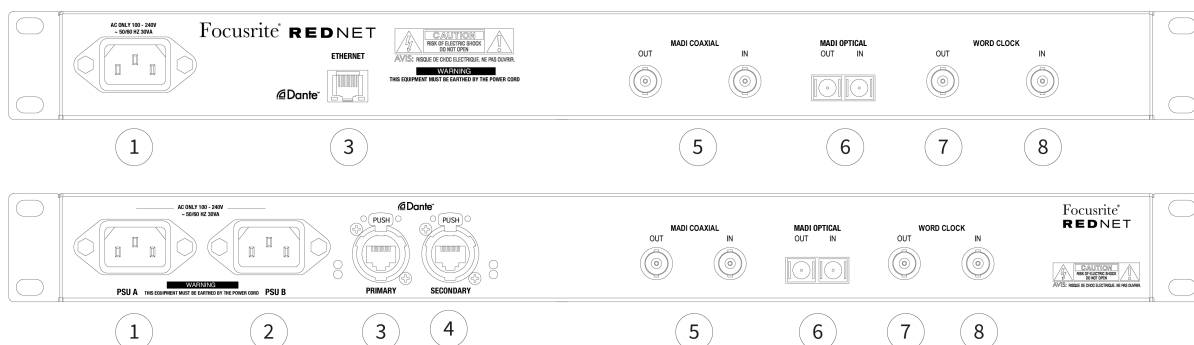 AC ONLY 100 - 240V
~ 50/60 HZ 30VA
Focusrite® REDNET
ETHERNET
Dante™
CAUTION
RISK OF ELECTRIC SHOCK
DO NOT OPEN
AVIS: RISQUE DE CHOC ELECTRIQUE, NE PAS OUVRIR.
WARNING
THIS EQUIPMENT MUST BE EARTHED BY THE POWER CORD
MADI COAXIAL
OUT IN
MADI OPTICAL
OUT IN
WORD CLOCK
OUT IN
1 3 5 6 7 8
AC ONLY 100 - 240V
~ 50/60 HZ 30VA
PSU A
WARNING
THIS EQUIPMENT MUST BE EARTHED BY THE POWER CORD
PSU B
Dante™
PUSH PUSH
PRIMARY SECONDARY
MADI COAXIAL
OUT IN
MADI OPTICAL
OUT IN
WORD CLOCK
OUT IN
Focusrite®
REDNET
CAUTION
RISK OF ELECTRIC SHOCK
DO NOT OPEN
AVIS: RISQUE DE CHOC ELECTRIQUE, NE PAS OUVRIR.
1 2 3 4 5 6 7 8